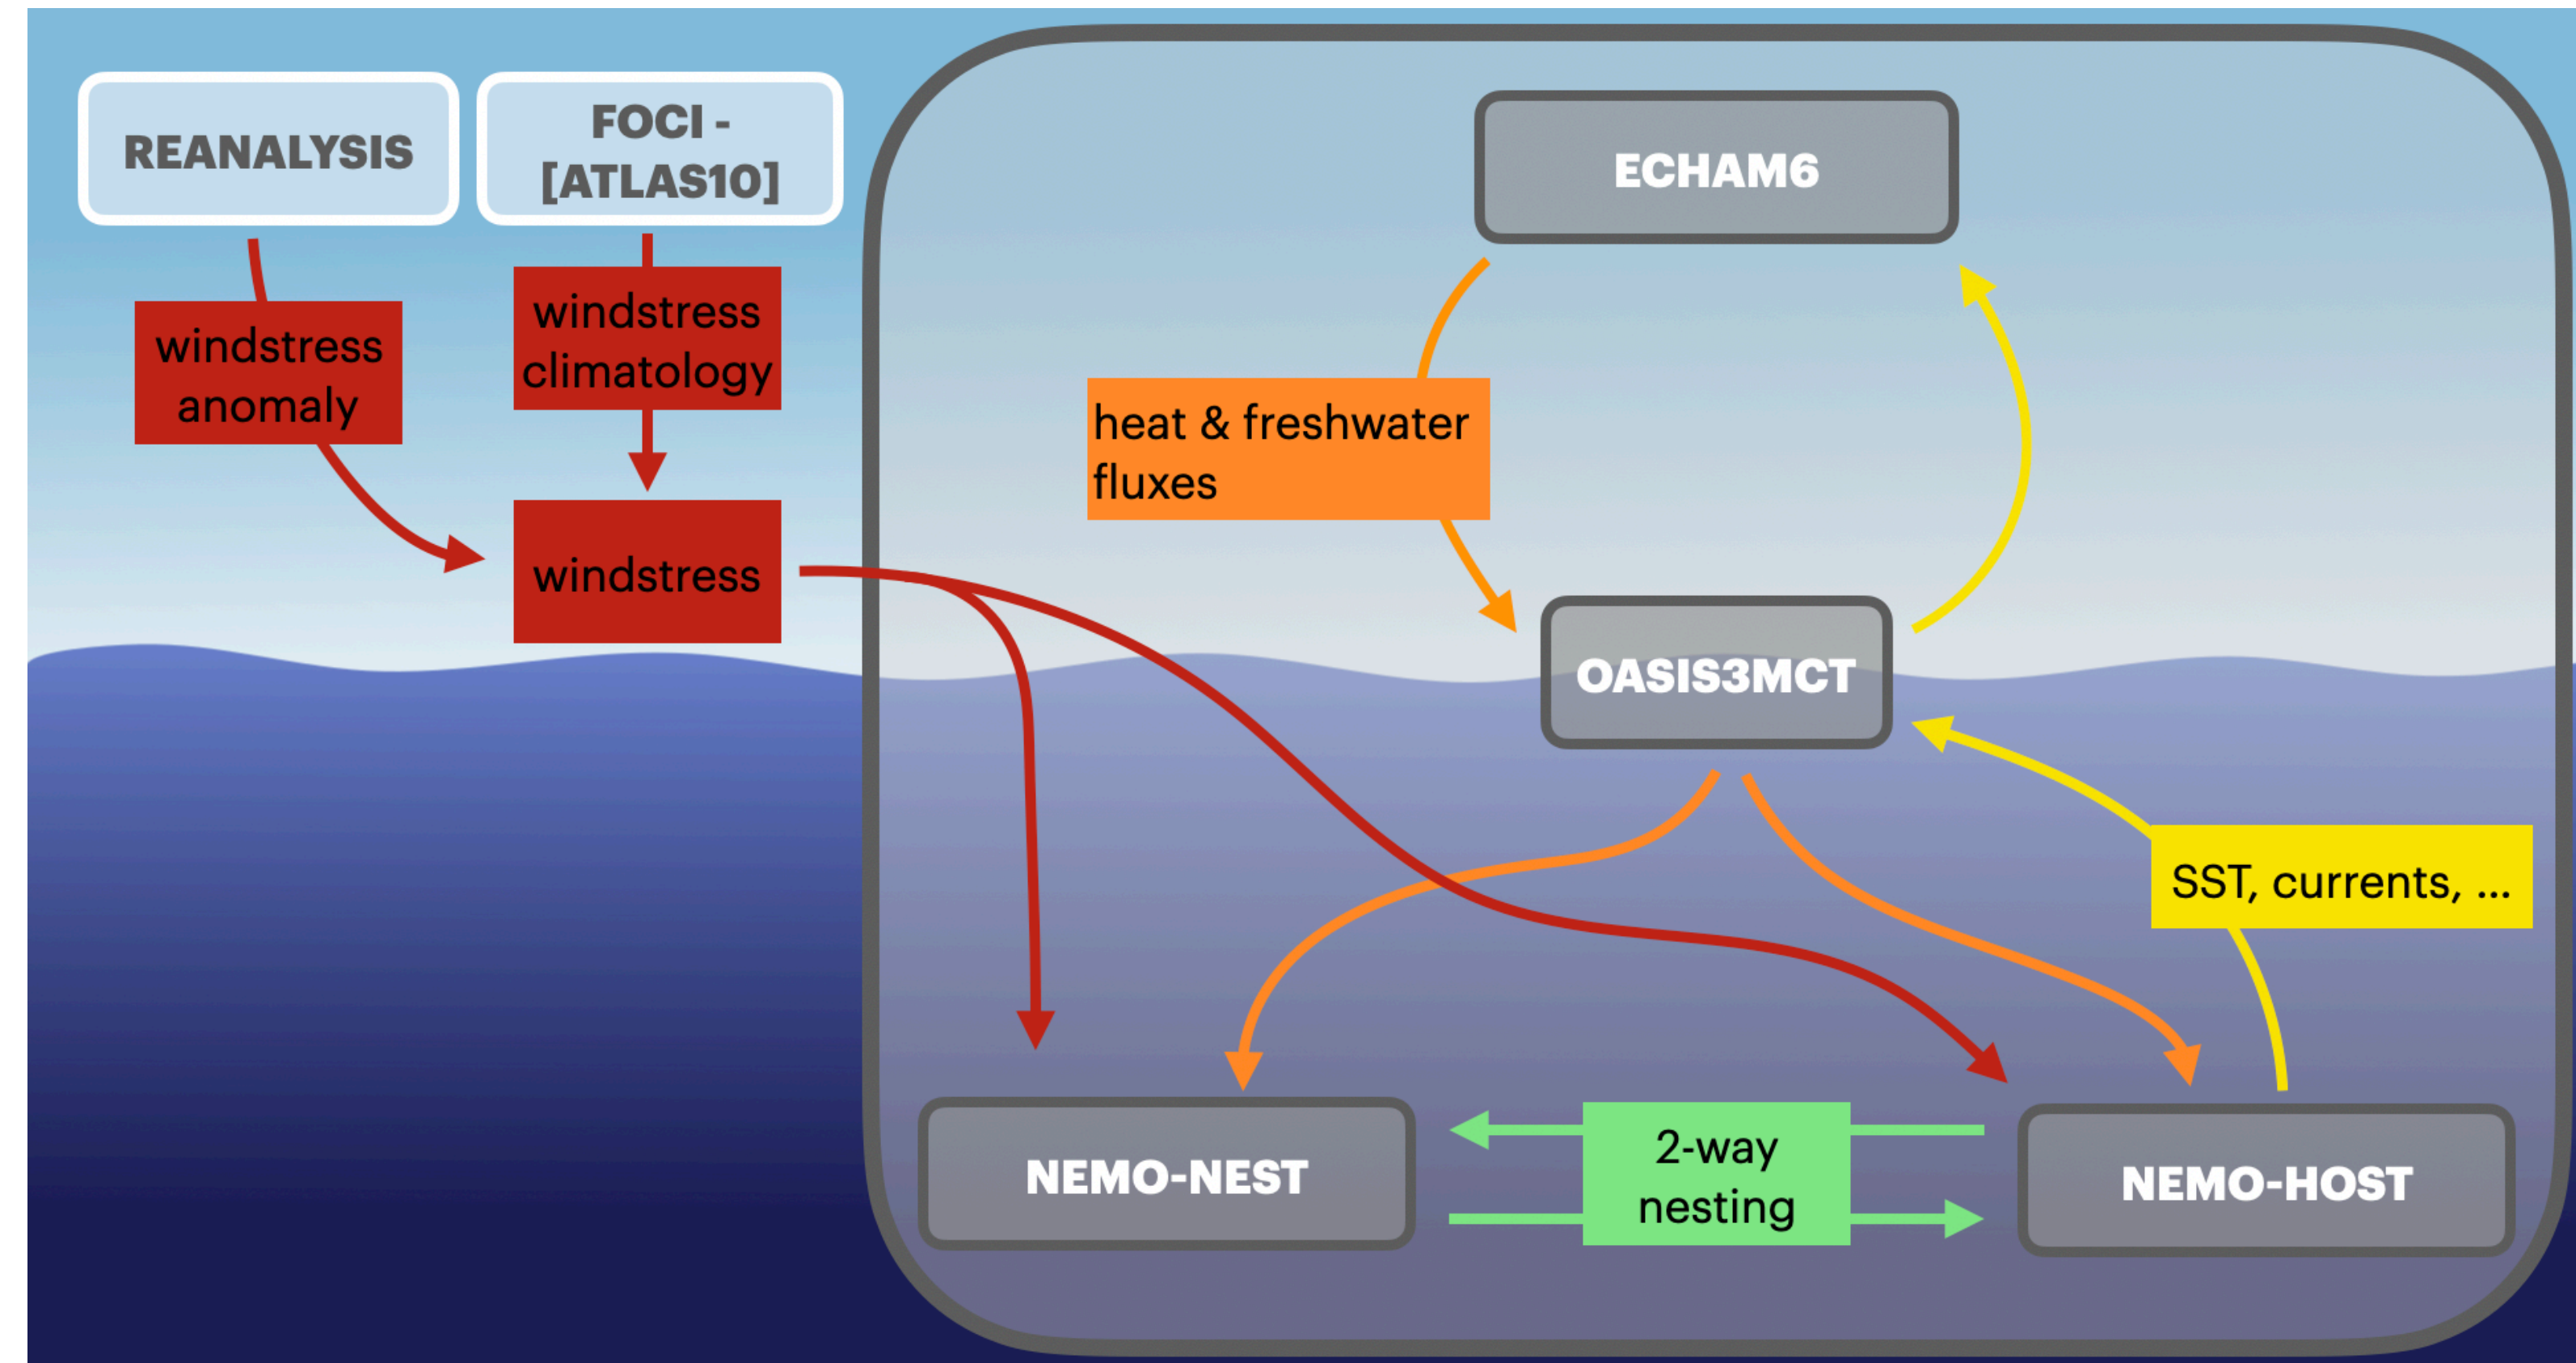 REANALYSIS
FOCI -
[ATLAS10]
ECHAM6
windstress
anomaly
windstress
climatology
heat & freshwater
fluxes
windstress
OASIS3MCT
SST, currents, ...
NEMO-NEST
2-way
nesting
NEMO-HOST